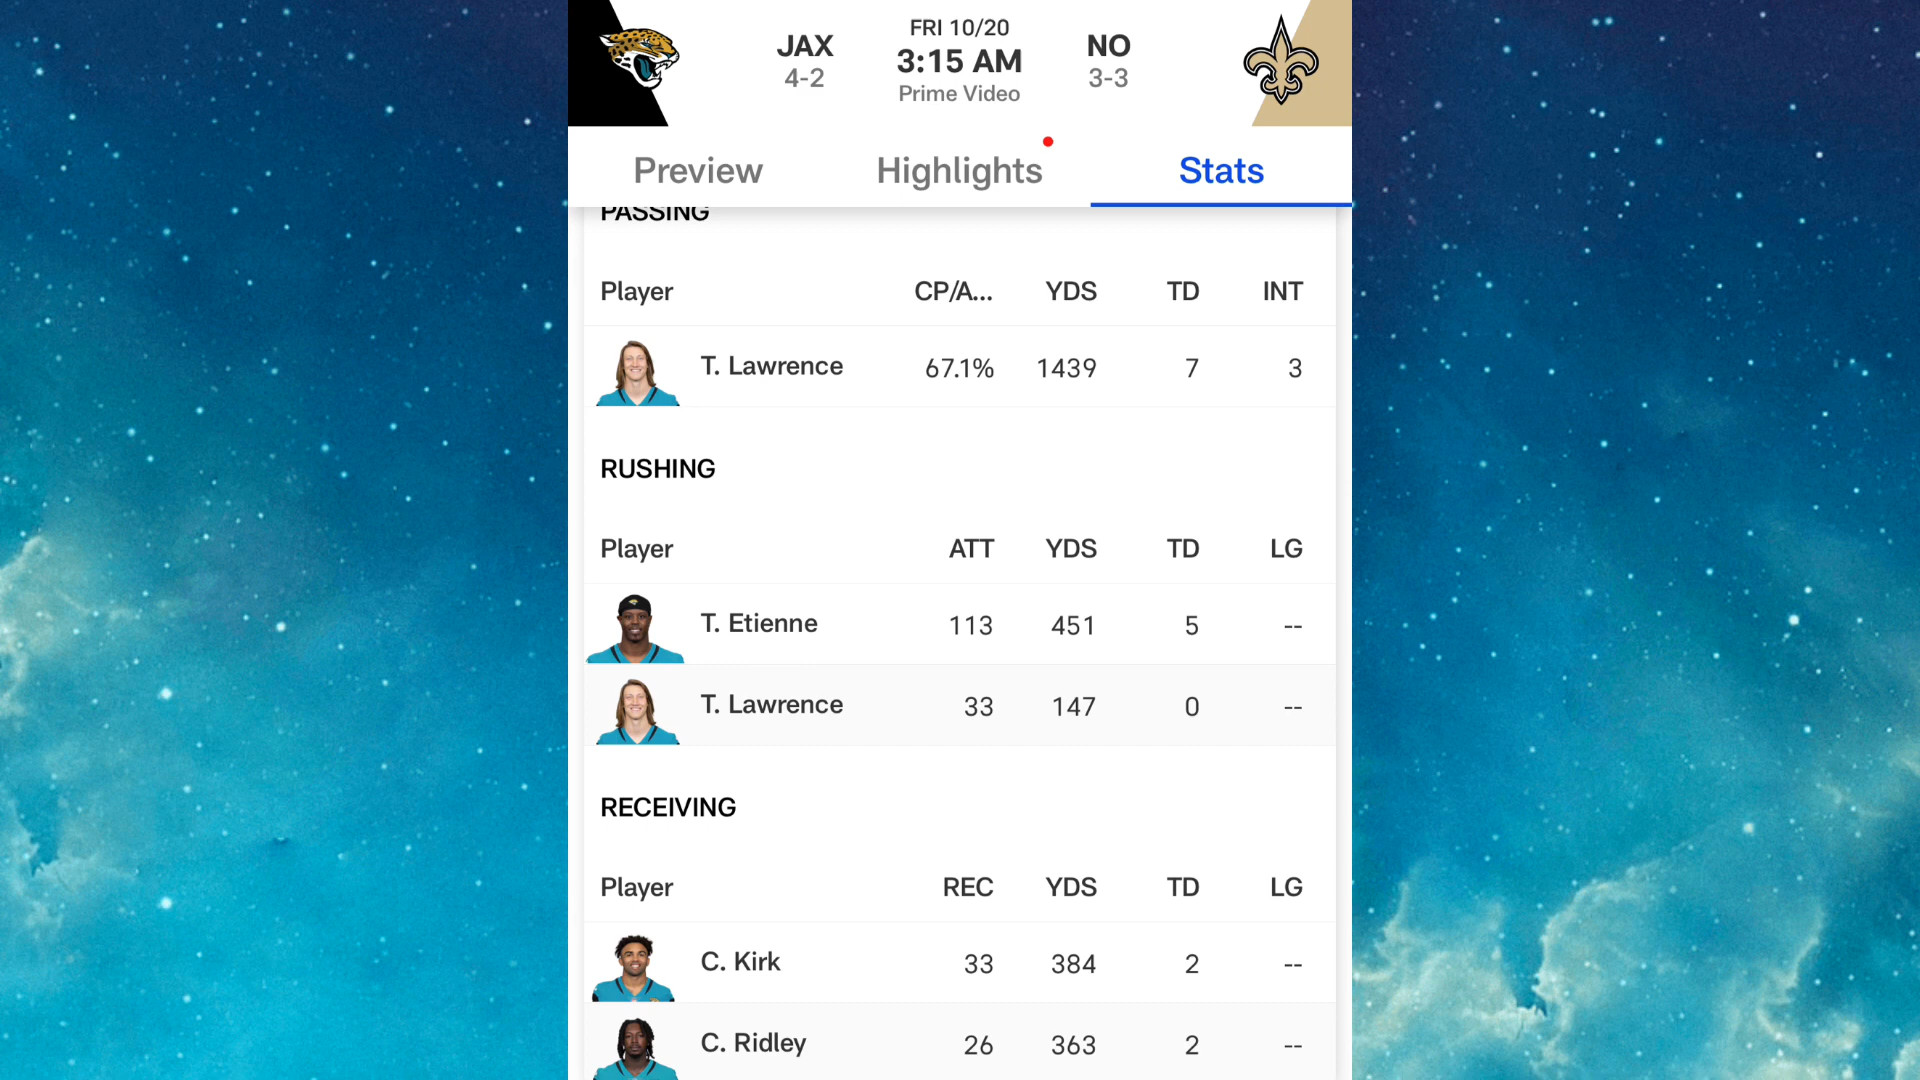 FRI 10/20
JAX 3:15 AM NO
4-2 Prime Video 3-3
Preview Highlights Stats
PASSING
Player CP/A... YDS TD INT
T. Lawrence 67.1% 1439 7 3
RUSHING
Player ATT YDS TD LG
T. Etienne 113 451 5 --
T. Lawrence 33 147 0 --
RECEIVING
Player REC YDS TD LG
C. Kirk 33 384 2 --
C. Ridley 26 363 2 --